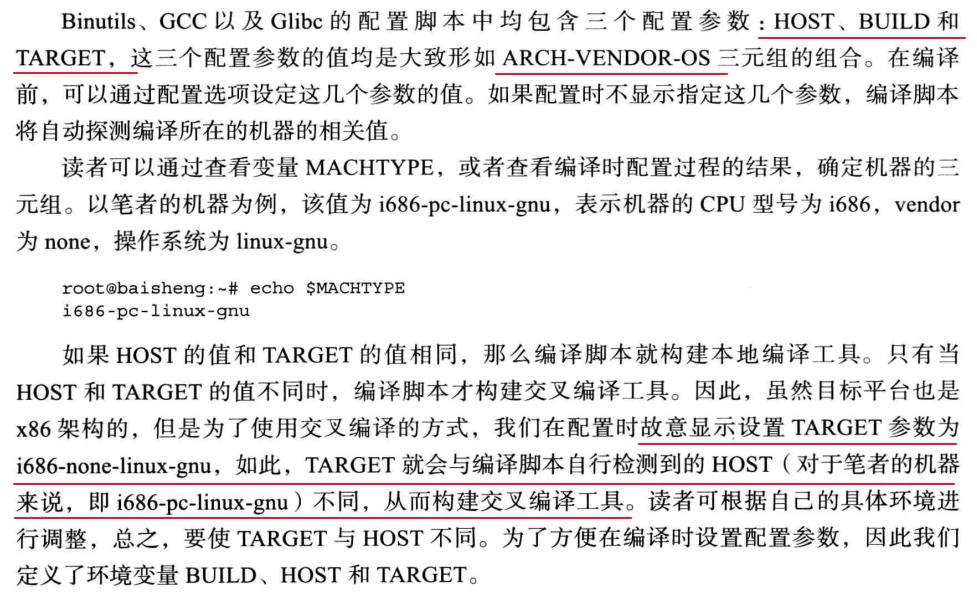 Binutils、GCC 以及 Glibc 的配置脚本中均包含三个配置参数:HOST、BUILD 和
TARGET，这三个配置参数的值均是大致形如 ARCH-VENDOR-OS 三元组的组合。在编译
前，可以通过配置选项设定这几个参数的值。如果配置时不显示指定这几个参数，编译脚本
将自动探测编译所在的机器的相关值。
读者可以通过查看变量 MACHTYPE，或者查看编译时配置过程的结果，确定机器的三
元组。以笔者的机器为例，该值为 i686-pc-linux-gnu，表示机器的 CPU 型号为 i686，vendor
为 none，操作系统为 linux-gnu。
root@baisheng:~# echo $MACHTYPE
i686-pc-linux-gnu
如果 HOST 的值和 TARGET 的值相同，那么编译脚本就构建本地编译工具。只有当
HOST 和 TARGET 的值不同时，编译脚本才构建交叉编译工具。因此，虽然目标平台也是
x86 架构的，但是为了使用交叉编译的方式，我们在配置时故意显示设置 TARGET 参数为
i686-none-linux-gnu，如此，TARGET 就会与编译脚本自行检测到的 HOST（对于笔者的机器
来说，即 i686-pc-linux-gnu）不同，从而构建交叉编译工具。读者可根据自己的具体环境进
行调整，总之，要使 TARGET 与 HOST 不同。为了方便在编译时设置配置参数，因此我们
定义了环境变量 BUILD、HOST 和 TARGET。